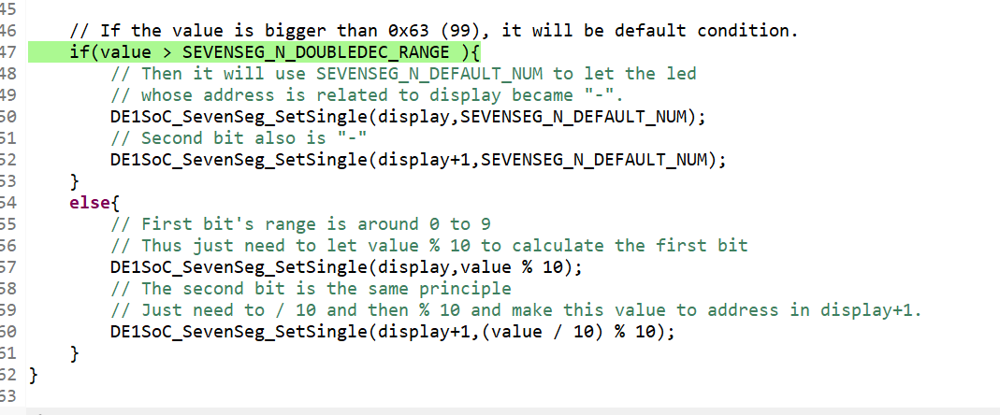 45
46     // If the value is bigger than 0x63 (99), it will be default condition.
47     if(value > SEVENSEG_N_DOUBLEDEC_RANGE ){
48         // Then it will use SEVENSEG_N_DEFAULT_NUM to let the led
49         // whose address is related to display became "-".
50         DE1SoC_SevenSeg_SetSingle(display,SEVENSEG_N_DEFAULT_NUM);
51         // Second bit also is "-"
52         DE1SoC_SevenSeg_SetSingle(display+1,SEVENSEG_N_DEFAULT_NUM);
53     }
54     else{
55         // First bit's range is around 0 to 9
56         // Thus just need to let value % 10 to calculate the first bit
57         DE1SoC_SevenSeg_SetSingle(display,value % 10);
58         // The second bit is the same principle
59         // Just need to / 10 and then % 10 and make this value to address in display+1.
60         DE1SoC_SevenSeg_SetSingle(display+1,(value / 10) % 10);
61     }
62 }
63